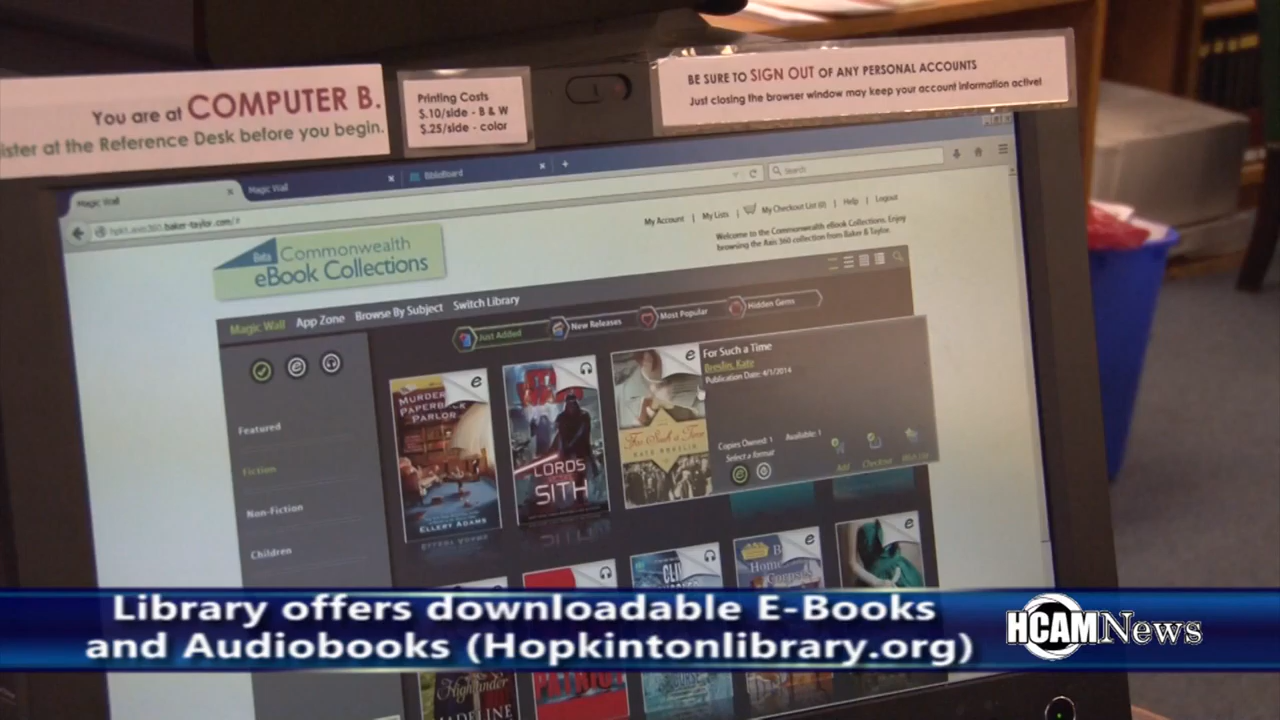 You are at COMPUTER B.
ister at the Reference Desk before you begin.
Printing Costs
$.10/side - B & W
$.25/side - color
BE SURE TO SIGN OUT OF ANY PERSONAL ACCOUNTS
Just closing the browser window may keep your account information active!
Magic Wall
Magic Wall
BiblioBoard
Search
My Account | My Lists | My Checkout List (0) | Help | Logout
Welcome to the Commonwealth eBook Collections. Enjoy
browsing the Axis 360 collection from Baker & Taylor.
Beta
Commonwealth
eBook Collections
Magic Wall App Zone Browse By Subject Switch Library
Just Added New Releases Most Popular Hidden Gems
Featured
Fiction
Non-Fiction
Children
MURDER
PAPERBACK
PARLOR
ELLERY ADAMS
LORDS
SITH
For Such a Time
KATE BRESLIN
For Such a Time
Breslin, Kate
Publication Date: 4/1/2014
Copies Owned: 1 Available: 1
Select a format
Add Checkout Wish List
Highlander
PATRIOT
Library offers downloadable E-Books
and Audiobooks (Hopkintonlibrary.org)
HCAM News